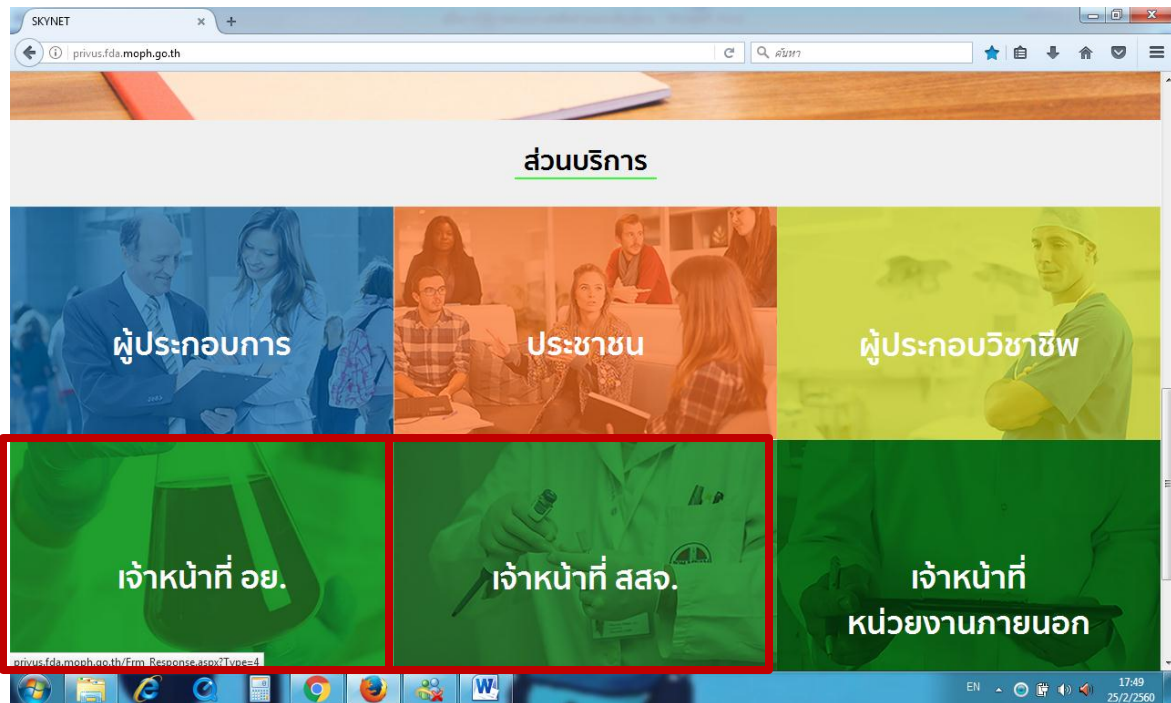 SKYNET
privus.fda.moph.go.th
ค้นหา
ส่วนบริการ
ผู้ประกอบการ
ประชาชน
ผู้ประกอบวิชาชีพ
เจ้าหน้าที่ อย.
เจ้าหน้าที่ สสจ.
เจ้าหน้าที่
หน่วยงานภายนอก
privus.fda.moph.go.th/Frm_Response.aspx?Type=4
EN
17:49
25/2/2560